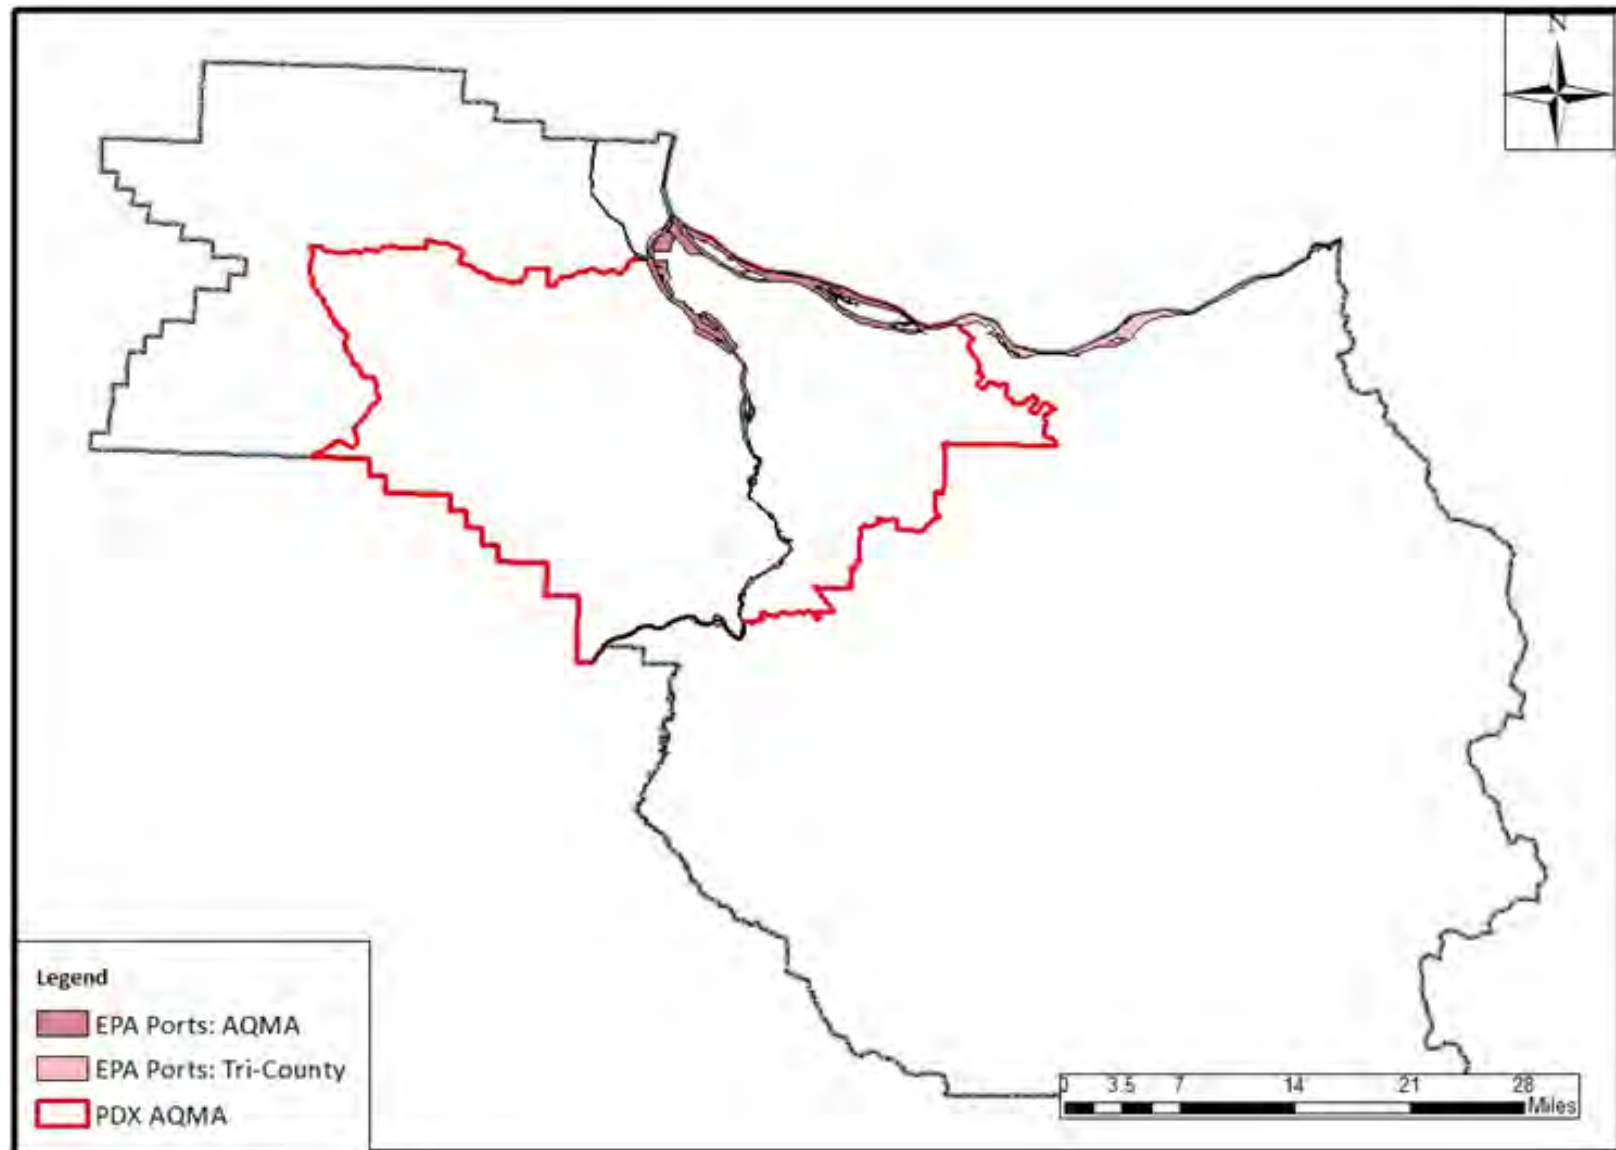 N
Legend
EPA Ports: AQMA
EPA Ports: Tri-County
PDX AQMA
0 3.5 7 14 21 28
Miles